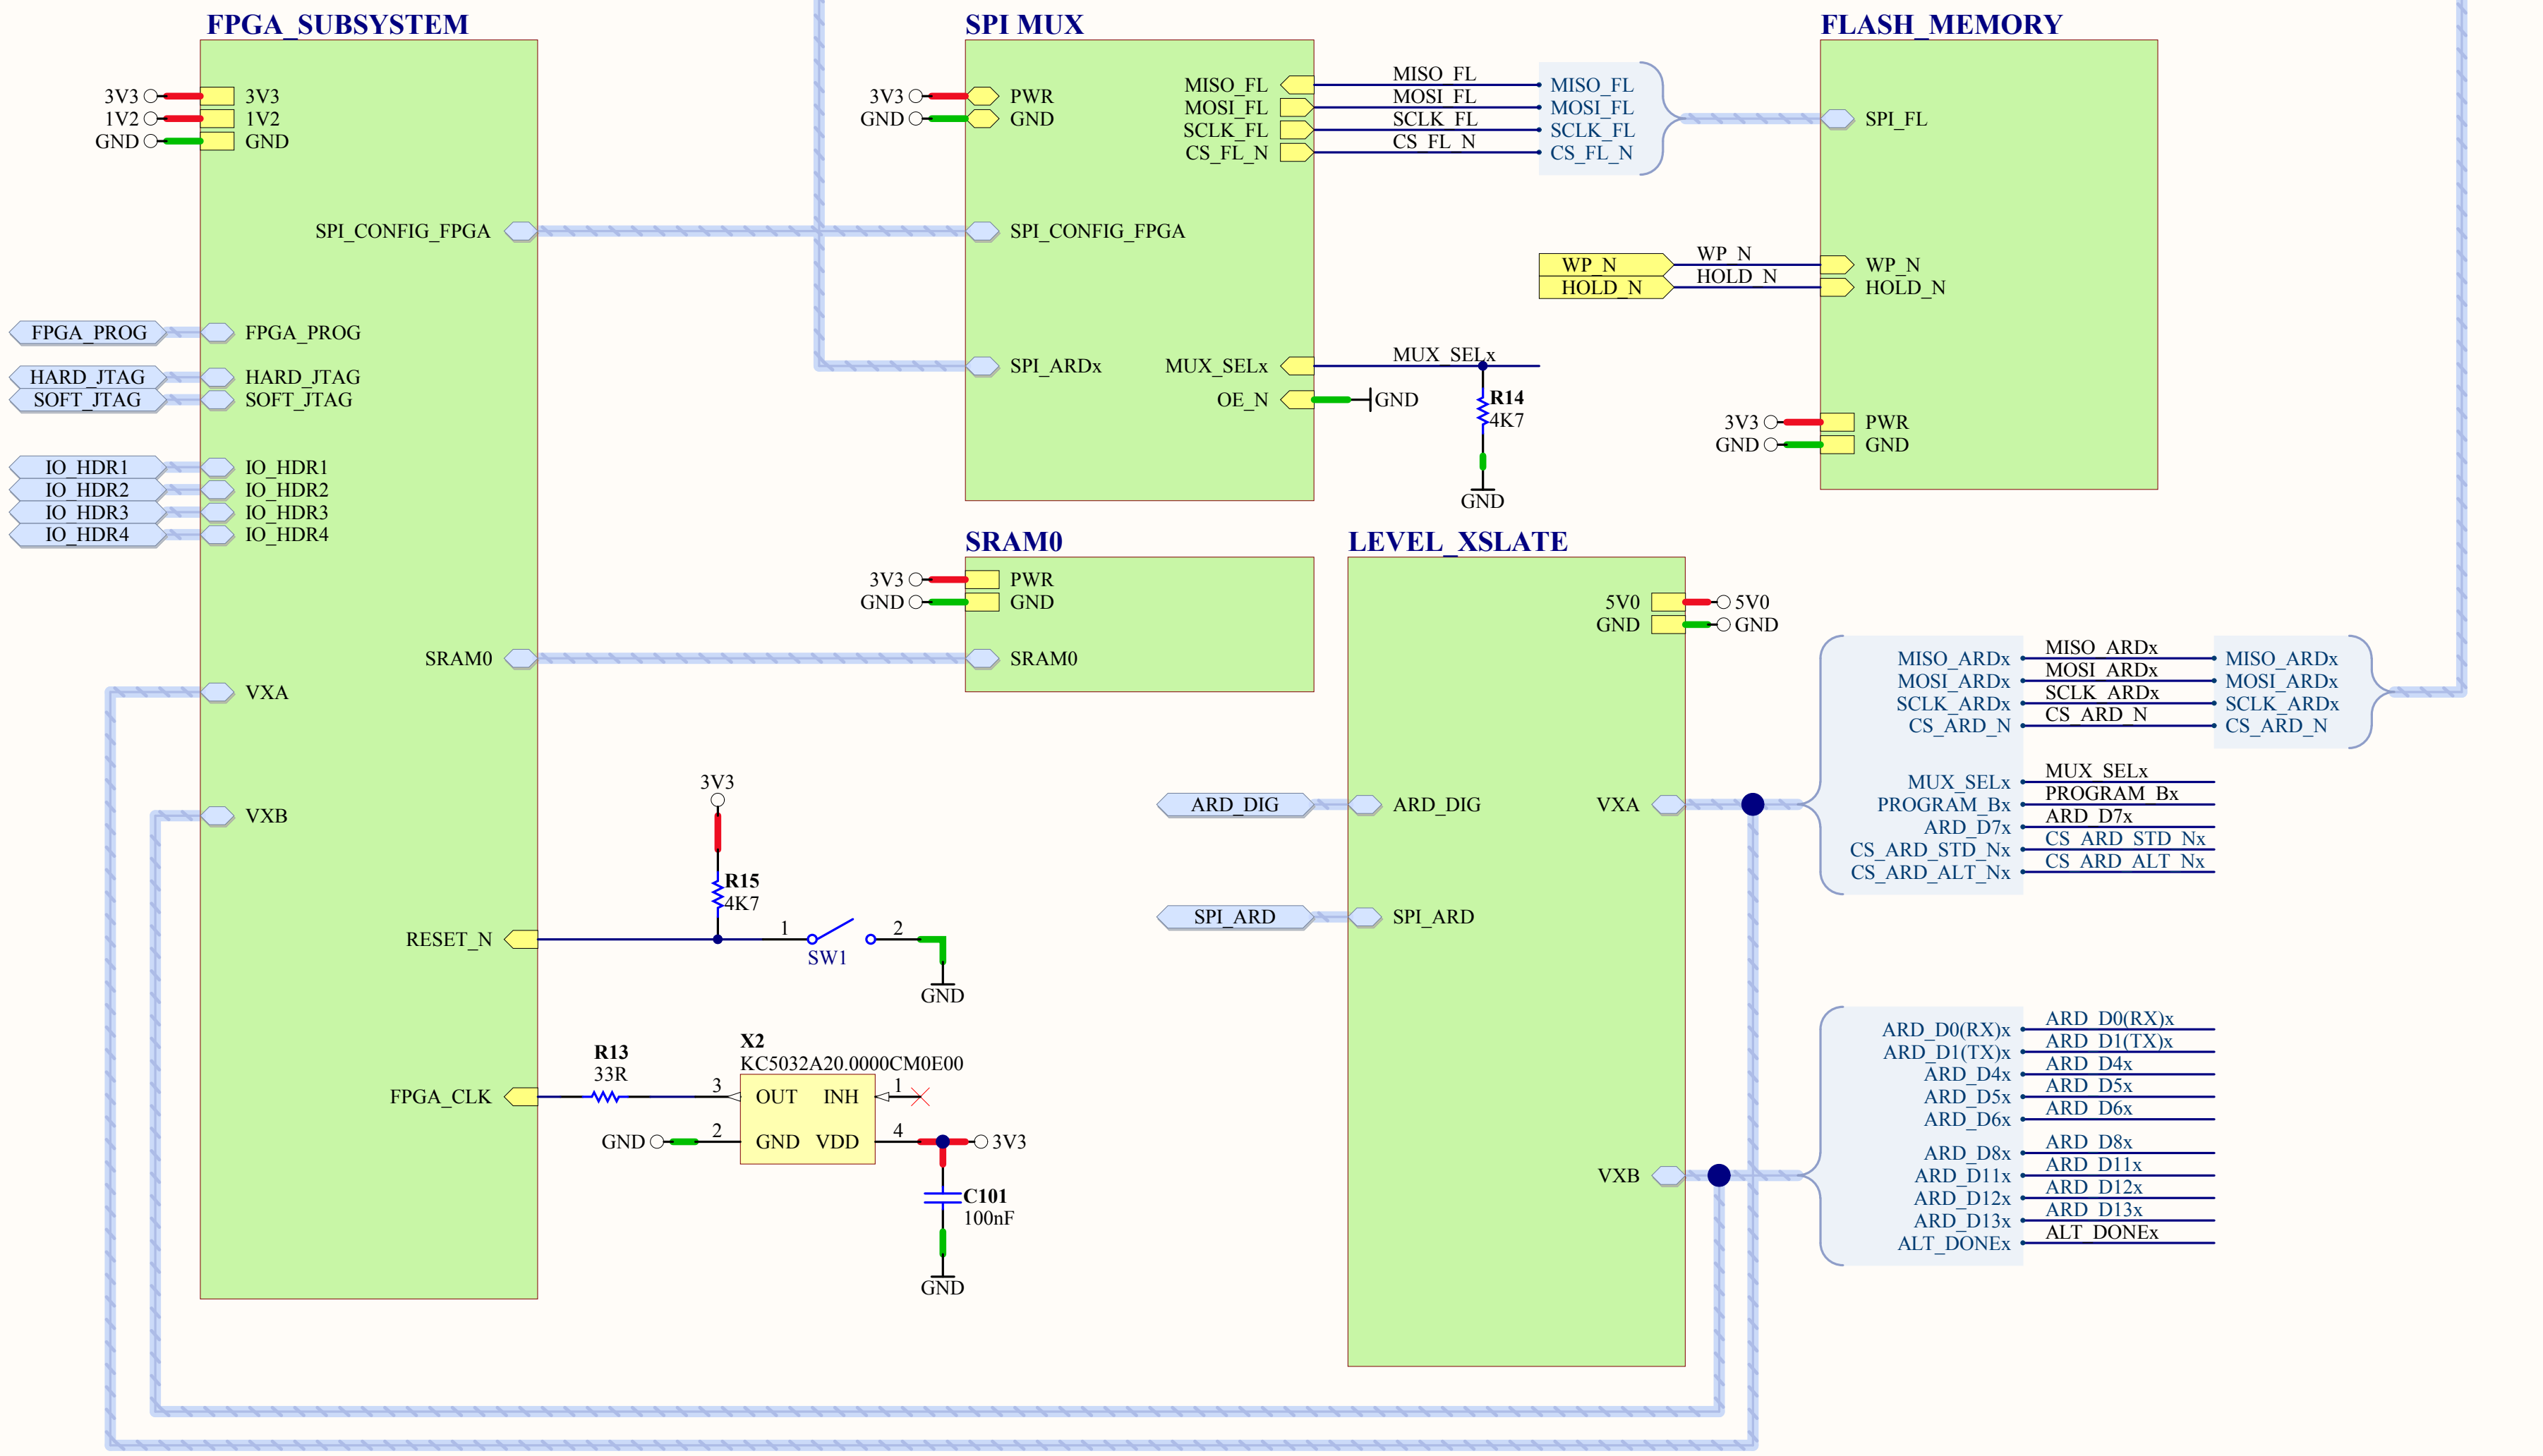 FPGA_SUBSYSTEM
3V3
3V3
1V2
1V2
GND
GND
SPI_CONFIG_FPGA
FPGA_PROG
FPGA_PROG
HARD_JTAG
HARD_JTAG
SOFT_JTAG
SOFT_JTAG
IO_HDR1
IO_HDR1
IO_HDR2
IO_HDR2
IO_HDR3
IO_HDR3
IO_HDR4
IO_HDR4
SRAM0
VXA
VXB
RESET_N
FPGA_CLK
SPI MUX
3V3
PWR
GND
GND
SPI_CONFIG_FPGA
SPI_ARDx
MISO_FL
MOSI_FL
SCLK_FL
CS_FL_N
MUX_SELx
OE_N
MISO_FL
MOSI_FL
SCLK_FL
CS_FL_N
MISO_FL
MOSI_FL
SCLK_FL
CS_FL_N
MUX_SELx
GND
R14
4K7
GND
FLASH_MEMORY
SPI_FL
WP_N
WP_N
WP_N
HOLD_N
HOLD_N
HOLD_N
3V3
PWR
GND
GND
SRAM0
3V3
PWR
GND
GND
SRAM0
3V3
R15
4K7
1
2
SW1
GND
R13
33R
X2
KC5032A20.0000CM0E00
3
OUT
INH
1
GND
2
GND
VDD
4
3V3
C101
100nF
GND
LEVEL_XSLATE
5V0
5V0
GND
GND
ARD_DIG
ARD_DIG
VXA
SPI_ARD
SPI_ARD
VXB
MISO_ARDx
MISO_ARDx
MISO_ARDx
MOSI_ARDx
MOSI_ARDx
MOSI_ARDx
SCLK_ARDx
SCLK_ARDx
SCLK_ARDx
CS_ARD_N
CS_ARD_N
CS_ARD_N
MUX_SELx
MUX_SELx
PROGRAM_Bx
PROGRAM_Bx
ARD_D7x
ARD_D7x
CS_ARD_STD_Nx
CS_ARD_STD_Nx
CS_ARD_ALT_Nx
CS_ARD_ALT_Nx
ARD_D0(RX)x
ARD_D0(RX)x
ARD_D1(TX)x
ARD_D1(TX)x
ARD_D4x
ARD_D4x
ARD_D5x
ARD_D5x
ARD_D6x
ARD_D6x
ARD_D8x
ARD_D8x
ARD_D11x
ARD_D11x
ARD_D12x
ARD_D12x
ARD_D13x
ARD_D13x
ALT_DONEx
ALT_DONEx